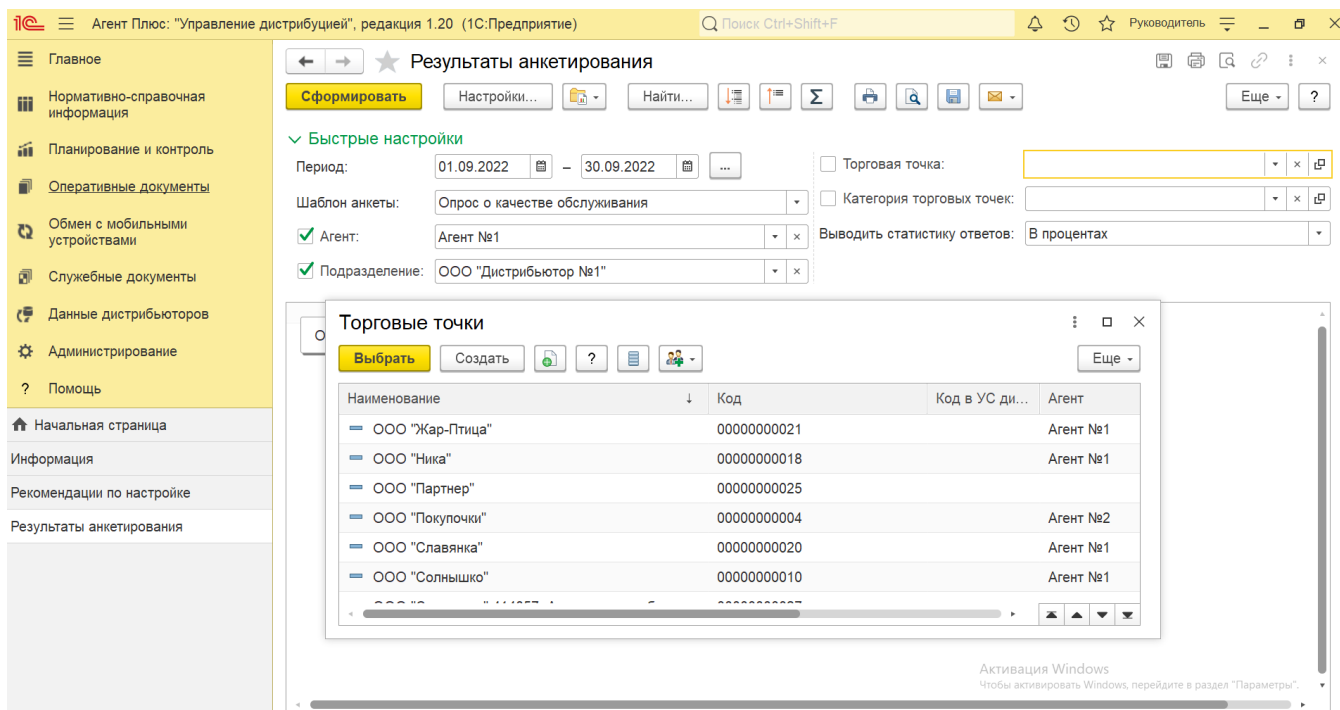 Агент Плюс: "Управление дистрибуцией", редакция 1.20 (1С:Предприятие)
Поиск Ctrl+Shift+F
Руководитель
Главное
Нормативно-справочная
информация
Планирование и контроль
Оперативные документы
Обмен с мобильными
устройствами
Служебные документы
Данные дистрибьюторов
Администрирование
? Помощь
Начальная страница
Информация
Рекомендации по настройке
Результаты анкетирования
Результаты анкетирования
Сформировать Настройки... Найти... Σ Еще ?
Быстрые настройки
Период: 01.09.2022 – 30.09.2022 ... Торговая точка:
Шаблон анкеты: Опрос о качестве обслуживания Категория торговых точек:
Агент: Агент №1 Выводить статистику ответов: В процентах
Подразделение: ООО "Дистрибьютор №1"
Торговые точки
Выбрать Создать ? Еще
Наименование ↓ Код Код в УС ди... Агент
ООО "Жар-Птица" 00000000021 Агент №1
ООО "Ника" 00000000018 Агент №1
ООО "Партнер" 00000000025
ООО "Покупочки" 00000000004 Агент №2
ООО "Славянка" 00000000020 Агент №1
ООО "Солнышко" 00000000010 Агент №1
Активация Windows
Чтобы активировать Windows, перейдите в раздел "Параметры".